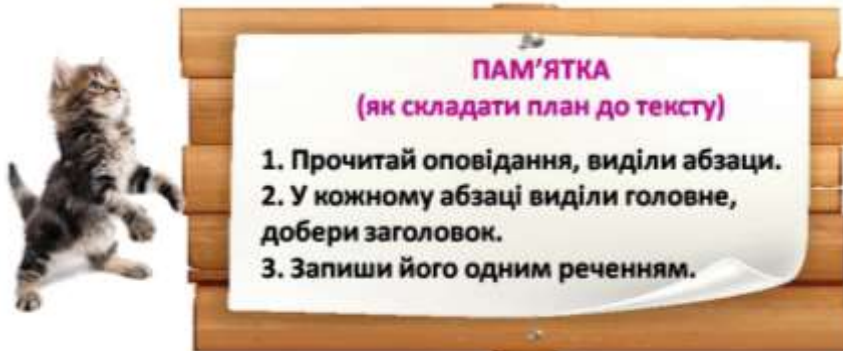 ПАМ’ЯТКА
(як складати план до тексту)
1. Прочитай оповідання, виділи абзаци.
2. У кожному абзаці виділи головне,
добери заголовок.
3. Запиши його одним реченням.